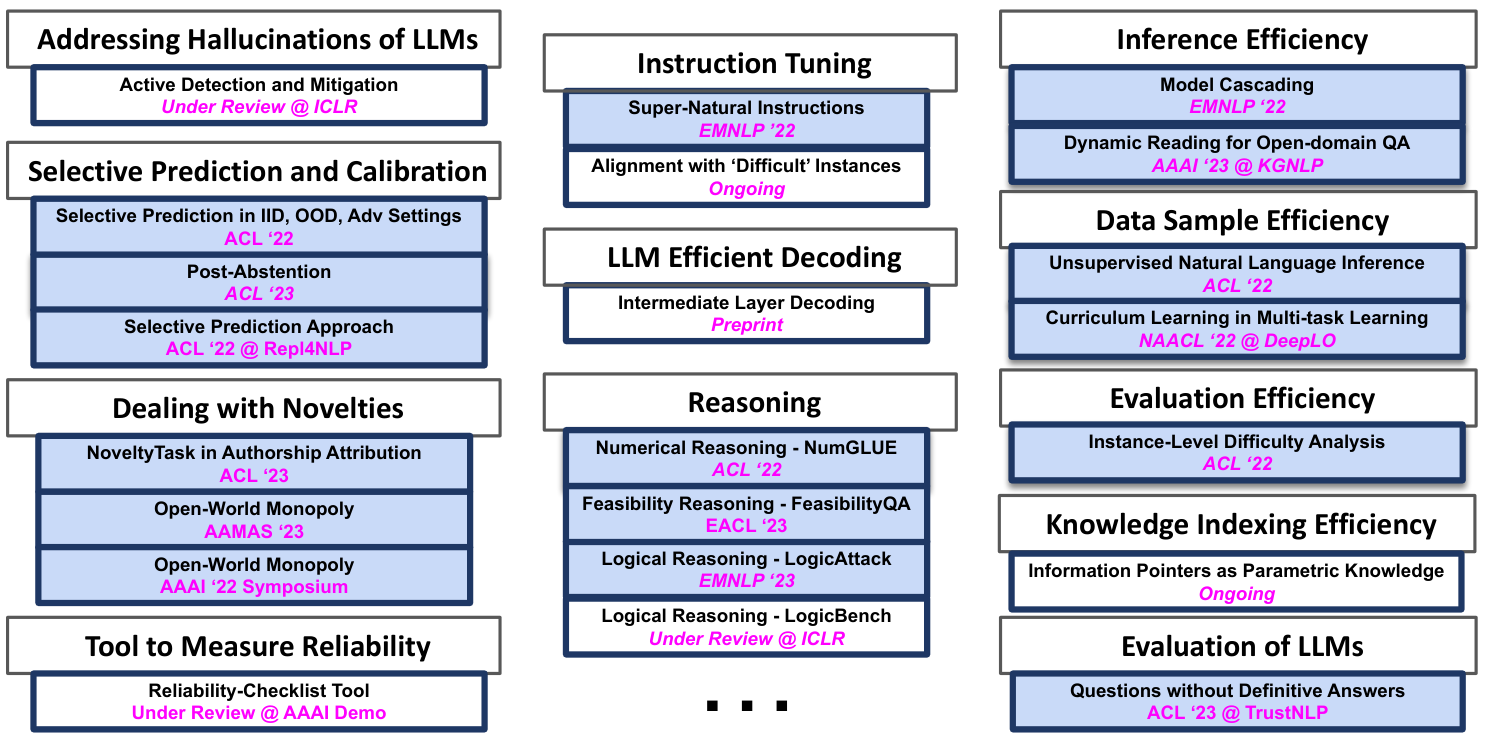 Addressing Hallucinations of LLMs
Active Detection and Mitigation
Under Review @ ICLR
Selective Prediction and Calibration
Selective Prediction in IID, OOD, Adv Settings
ACL ‘22
Post-Abstention
ACL ‘23
Selective Prediction Approach
ACL ‘22 @ Repl4NLP
Dealing with Novelties
NoveltyTask in Authorship Attribution
ACL ‘23
Open-World Monopoly
AAMAS ‘23
Open-World Monopoly
AAAI ‘22 Symposium
Tool to Measure Reliability
Reliability-Checklist Tool
Under Review @ AAAI Demo
Instruction Tuning
Super-Natural Instructions
EMNLP ’22
Alignment with ‘Difficult’ Instances
Ongoing
LLM Efficient Decoding
Intermediate Layer Decoding
Preprint
Reasoning
Numerical Reasoning - NumGLUE
ACL ‘22
Feasibility Reasoning - FeasibilityQA
EACL ‘23
Logical Reasoning - LogicAttack
EMNLP ‘23
Logical Reasoning - LogicBench
Under Review @ ICLR
...
Inference Efficiency
Model Cascading
EMNLP ‘22
Dynamic Reading for Open-domain QA
AAAI ‘23 @ KGNLP
Data Sample Efficiency
Unsupervised Natural Language Inference
ACL ‘22
Curriculum Learning in Multi-task Learning
NAACL ‘22 @ DeepLO
Evaluation Efficiency
Instance-Level Difficulty Analysis
ACL ‘22
Knowledge Indexing Efficiency
Information Pointers as Parametric Knowledge
Ongoing
Evaluation of LLMs
Questions without Definitive Answers
ACL ‘23 @ TrustNLP